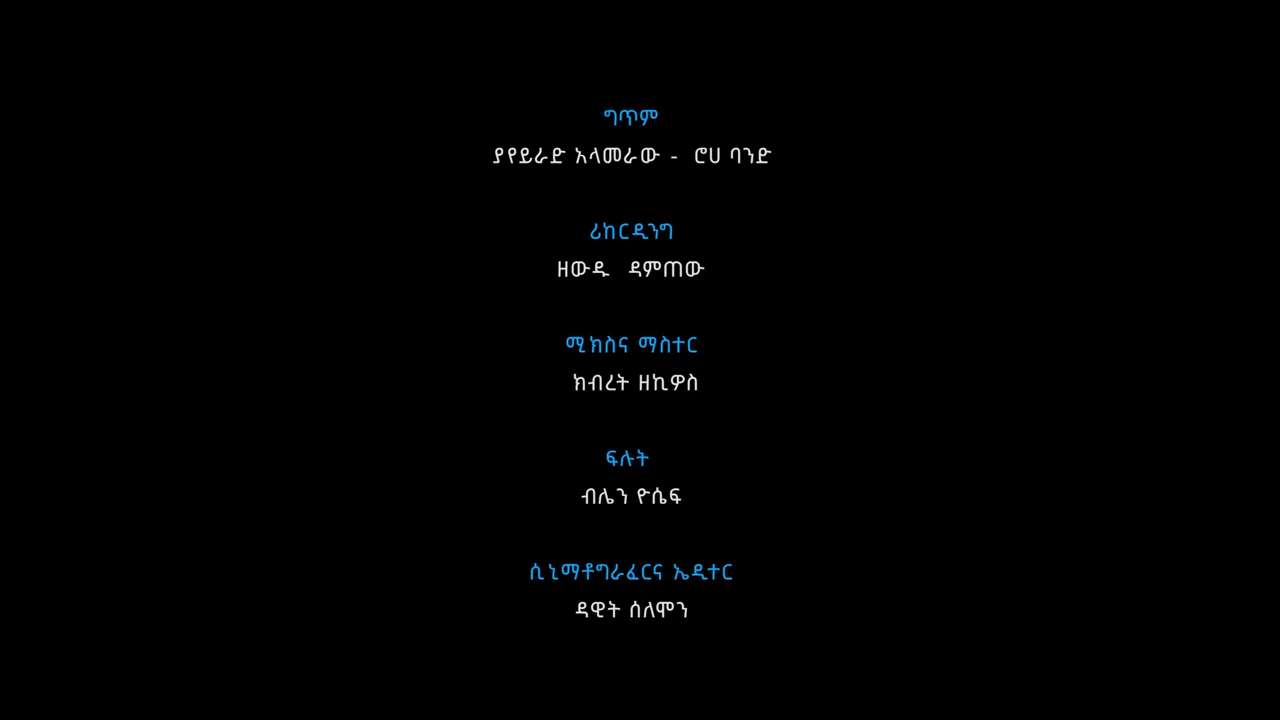 ግጥም
ያየይራድ አላመራው - ሮሀ ባንድ
ሪከርዲንግ
ዘውዱ ዳምጠው
ሚክስና ማስተር
ክብረት ዘኪዎስ
ፍሉት
ብሌን ዮሴፍ
ሲኒማቶግራፈርና ኤዲተር
ዳዊት ሰለሞን